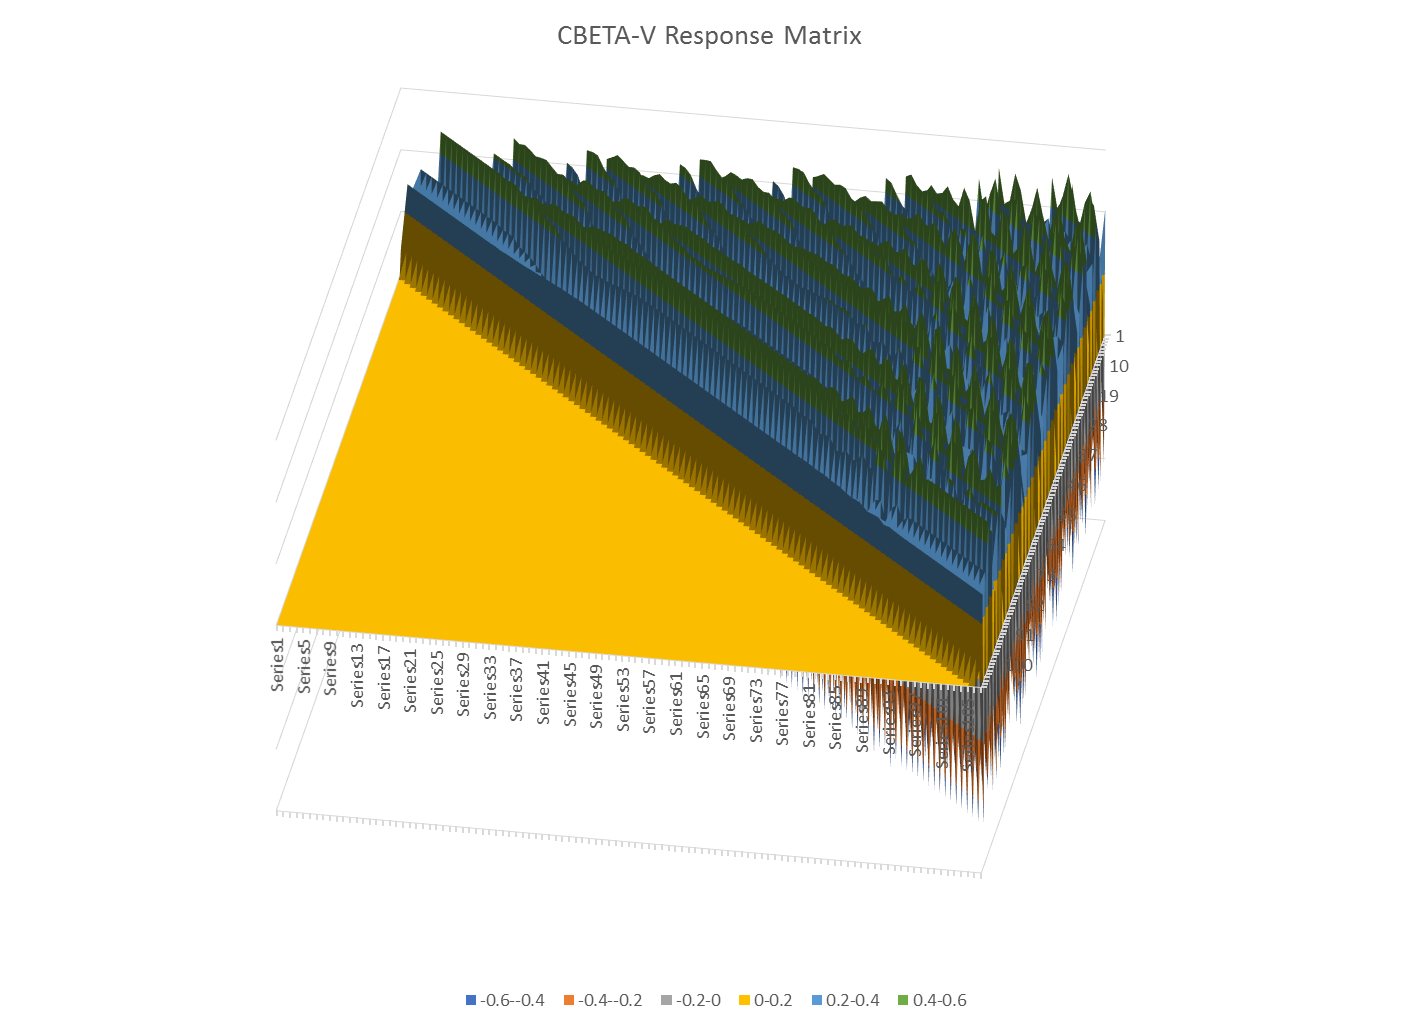 CBETA-V Response Matrix
1
10
19
Series1
Series5
Series9
Series13
Series17
Series21
Series25
Series29
Series33
Series37
Series41
Series45
Series49
Series53
Series57
Series61
Series65
Series69
Series73
Series77
Series81
Series85
-0.6--0.4
-0.4--0.2
-0.2-0
0-0.2
0.2-0.4
0.4-0.6